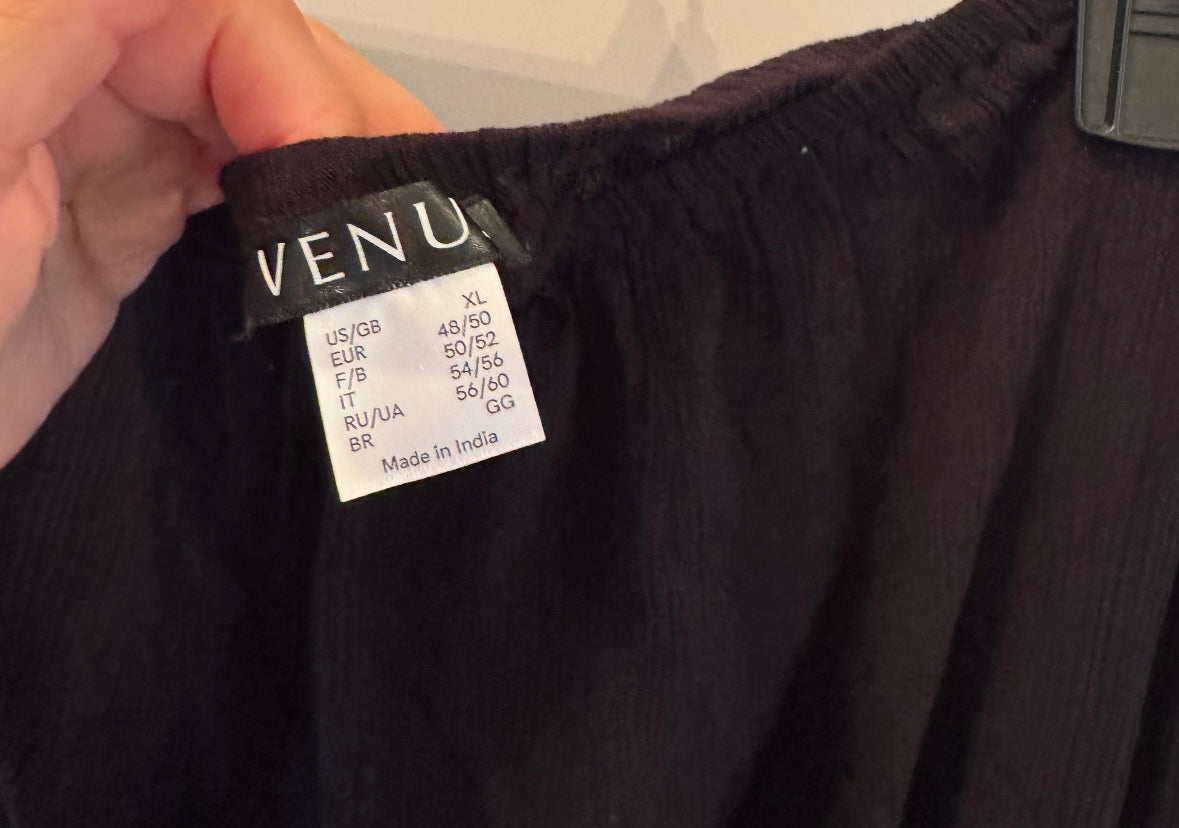 VENU
US/GB XL
EUR 48/50
F/B 50/52
IT 54/56
RU/UA 56/60
BR GG
Made in India